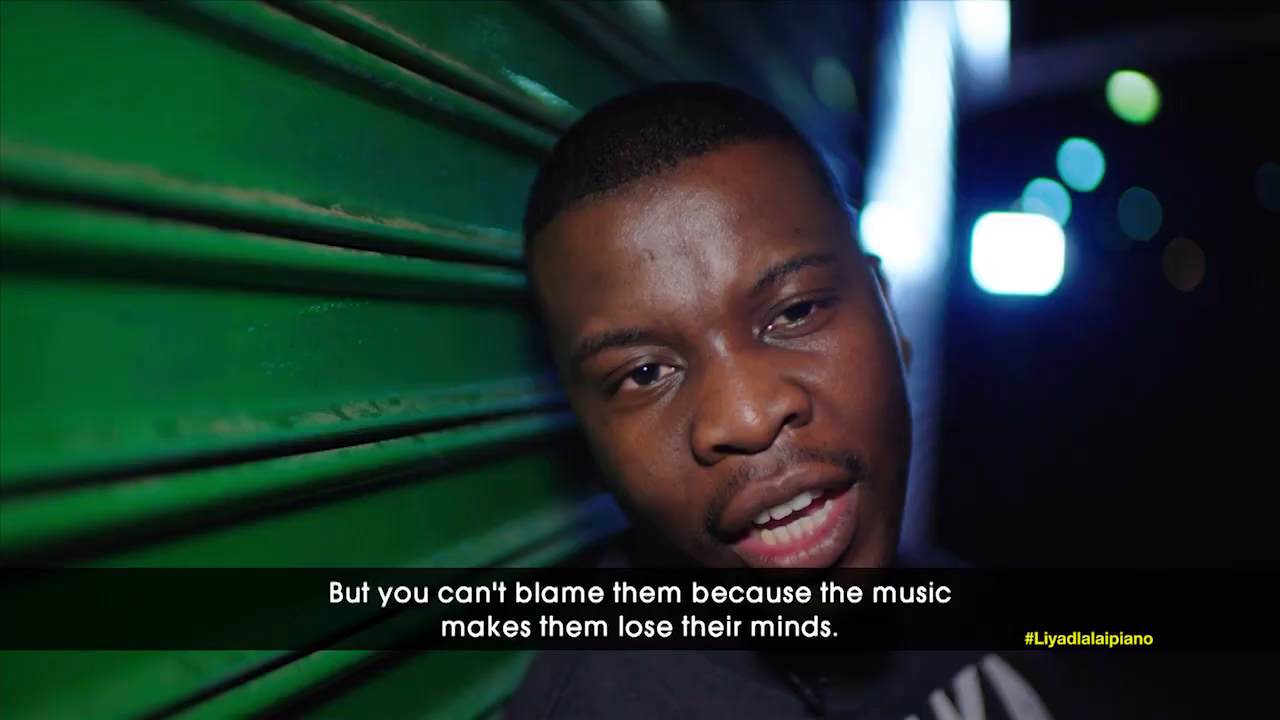 But you can't blame them because the music
makes them lose their minds.
#Liyadlalaipiano